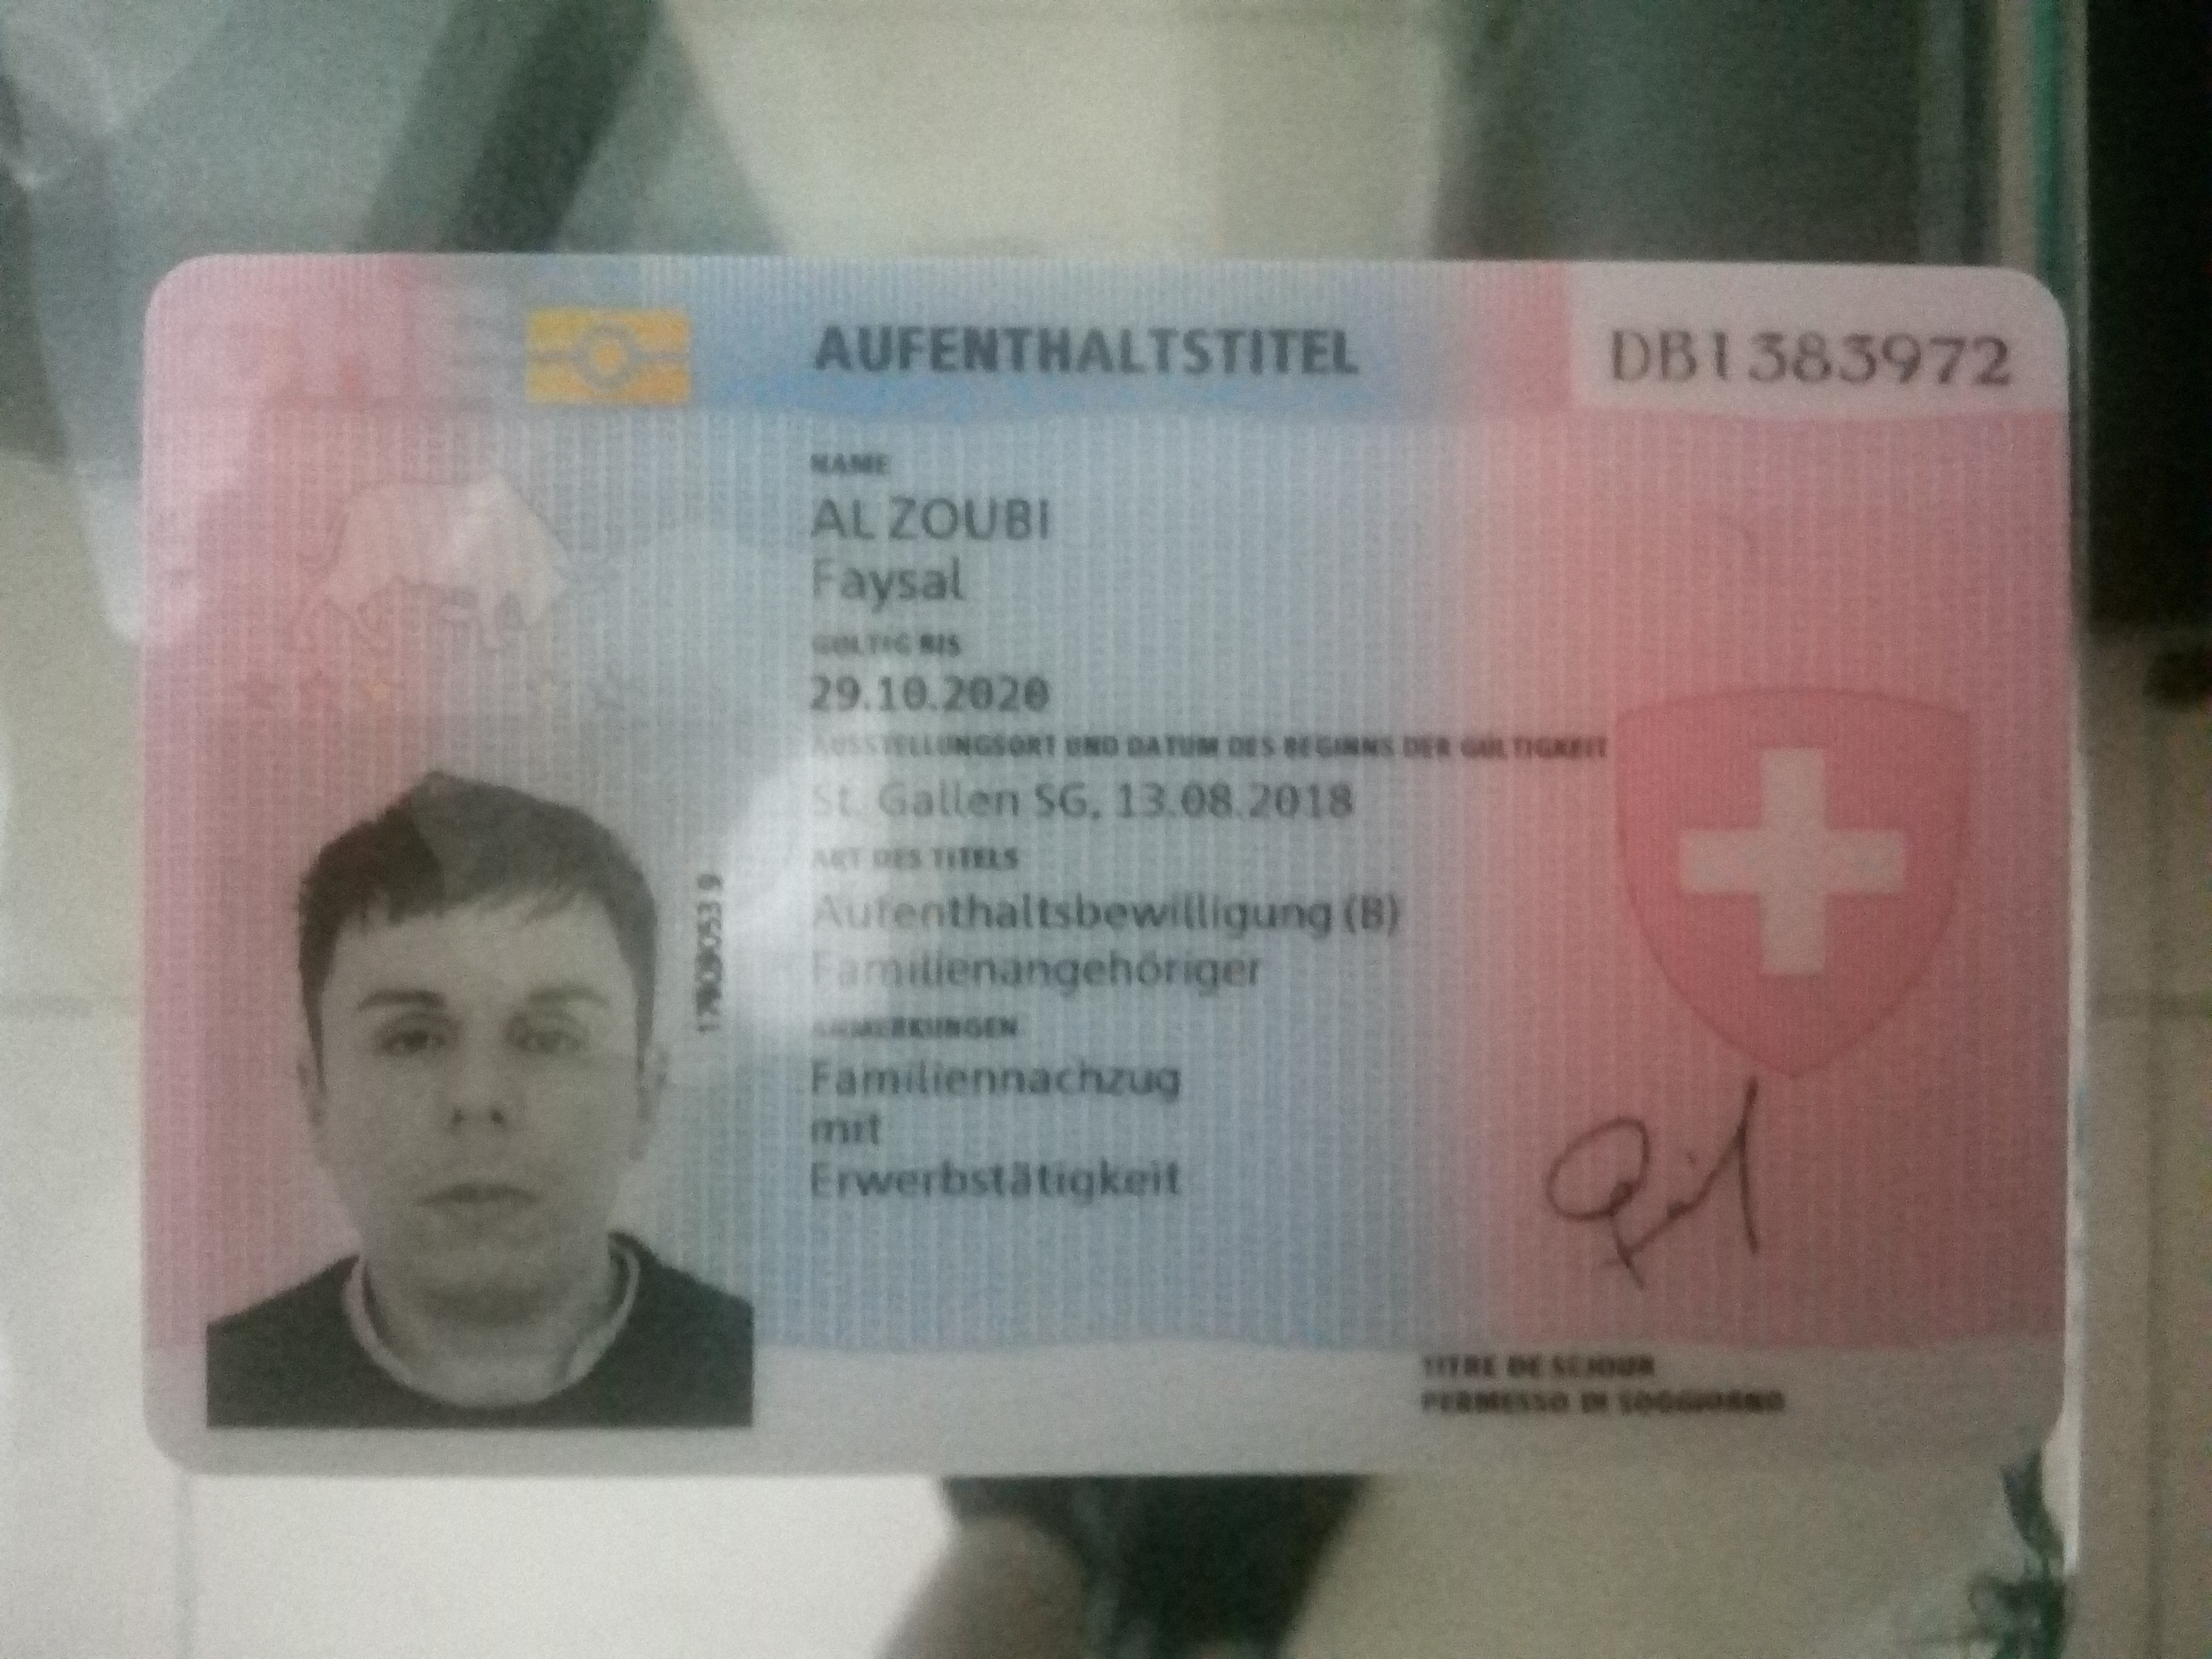 AUFENTHALTSTITEL
DB1383972
NAME
AL ZOUBI
Faysal
GÜLTIG BIS
29.10.2020
AUSSTELLUNGSORT UND DATUM DES BEGINNS DER GÜLTIGKEIT
St. Gallen SG, 13.08.2018
ART DES TITELS
Aufenthaltsbewilligung (B)
Familienangehöriger
ANMERKUNGEN
Familiennachzug
mit
Erwerbstätigkeit
TITRE DE SEJOUR
PERMESSO DI SOGGIORNO